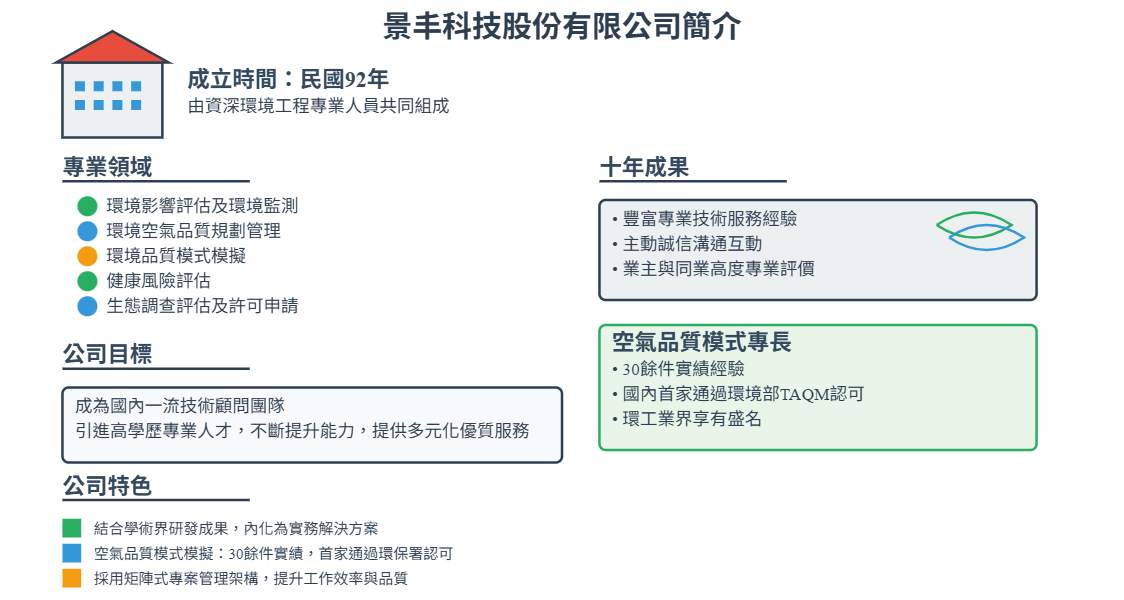 景丰科技股份有限公司簡介
成立時間：民國92年
由資深環境工程專業人員共同組成
專業領域
環境影響評估及環境監測
環境空氣品質規劃管理
環境品質模式模擬
健康風險評估
生態調查評估及許可申請
公司目標
成為國內一流技術顧問團隊
引進高學歷專業人才，不斷提升能力，提供多元化優質服務
公司特色
結合學術界研發成果，內化為實務解決方案
空氣品質模式模擬：30餘件實績，首家通過環保署認可
採用矩陣式專案管理架構，提升工作效率與品質
十年成果
• 豐富專業技術服務經驗
• 主動誠信溝通互動
• 業主與同業高度專業評價
空氣品質模式專長
• 30餘件實績經驗
• 國內首家通過環境部TAQM認可
• 環工業界享有盛名